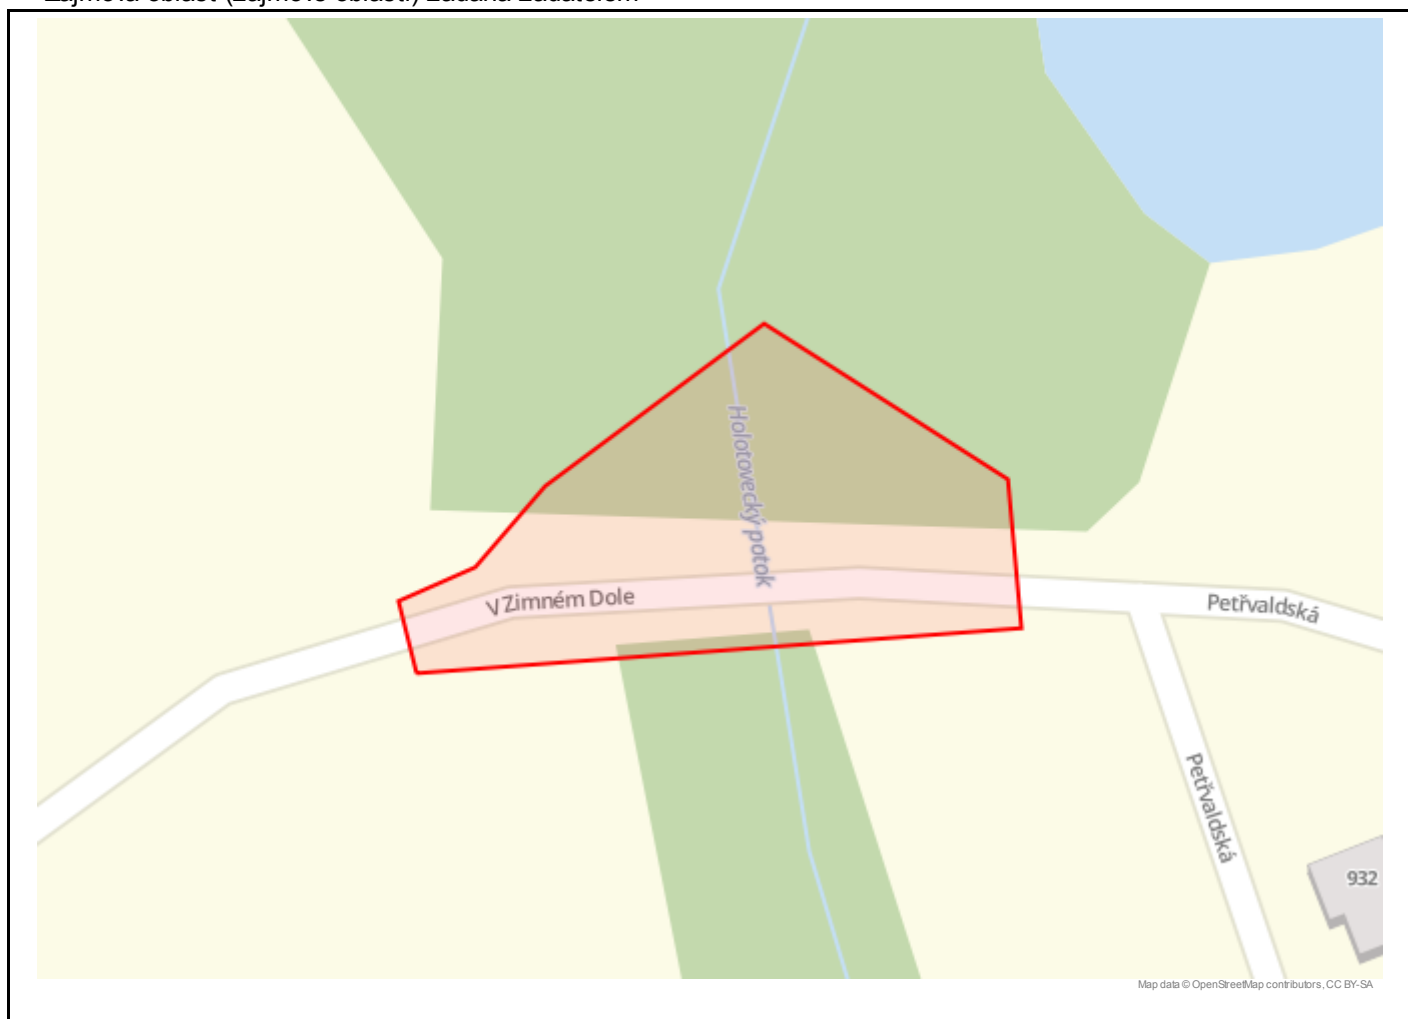 Holotovecký potok
V Zimném Dole
Petřvaldská
Petřvaldská
932
Map data © OpenStreetMap contributors, CC BY-SA